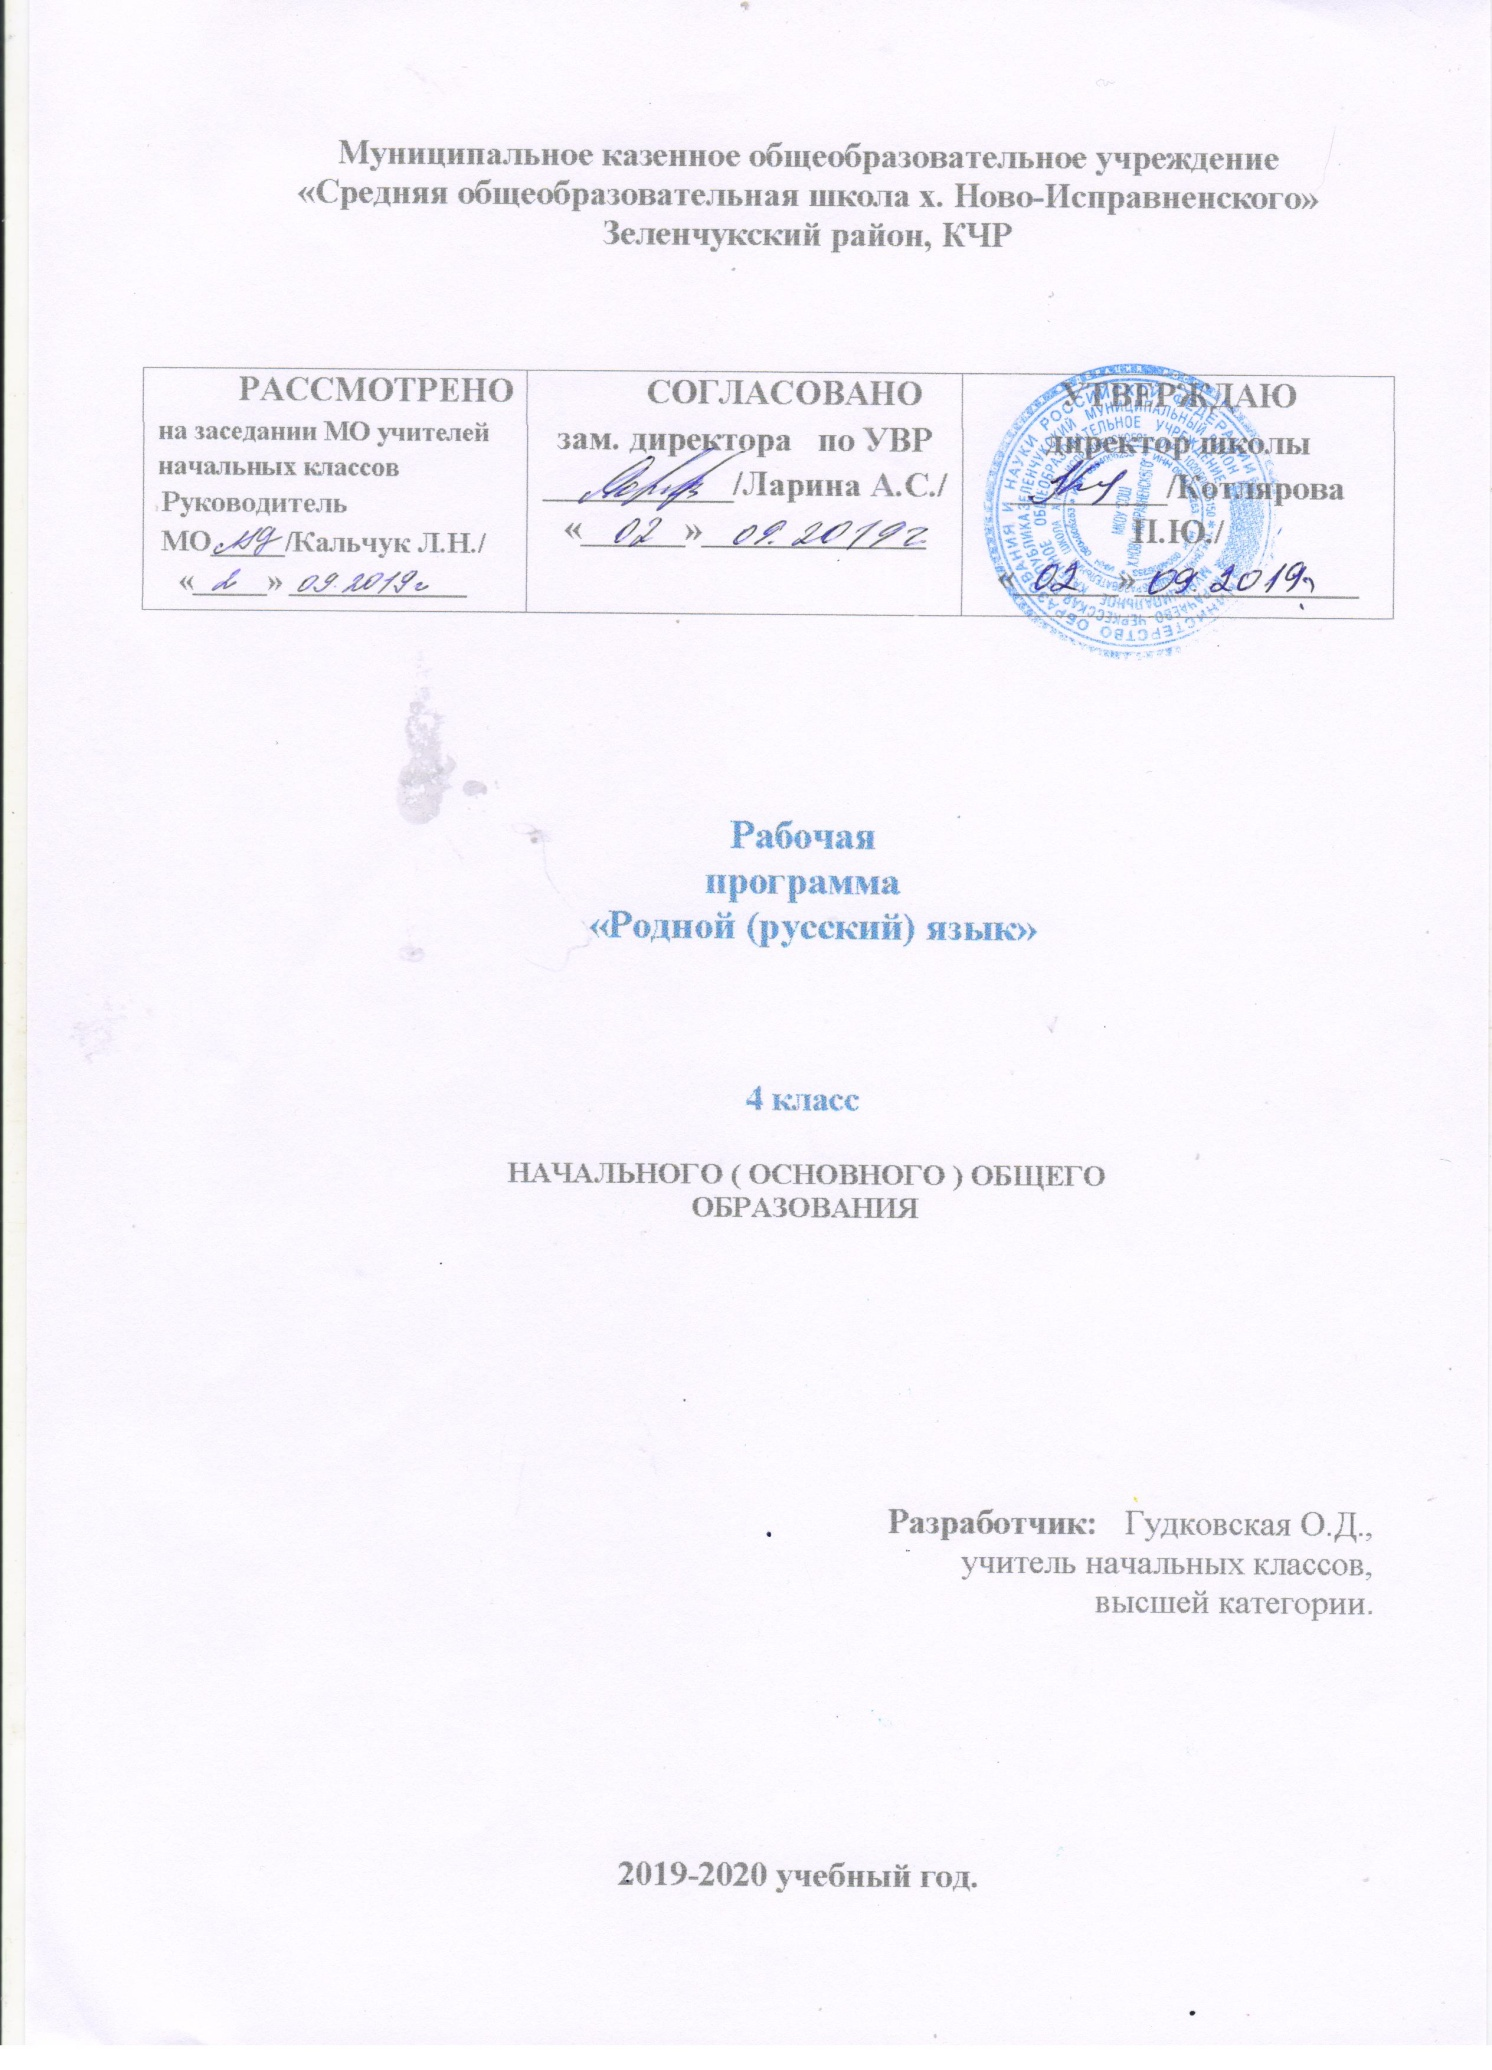 Муниципальное казенное общеобразовательное учреждение
«Средняя общеобразовательная школа х. Ново-Исправненского»
Зеленчукский район, КЧР
РАССМОТРЕНО
на заседании МО учителей
начальных классов
Руководитель
МО_____/Кальчук Л.Н./
«2» 09.2019г
СОГЛАСОВАНО
зам. директора по УВР
___________/Ларина А.С./
«02» 09.2019г.
УТВЕРЖДАЮ
директор школы
_________/Котлярова
П.Ю./
«02» 09 2019г
Рабочая
программа
«Родной (русский) язык»
4 класс
НАЧАЛЬНОГО ( ОСНОВНОГО ) ОБЩЕГО
ОБРАЗОВАНИЯ
Разработчик: Гудковская О.Д.,
учитель начальных классов,
высшей категории.
2019-2020 учебный год.